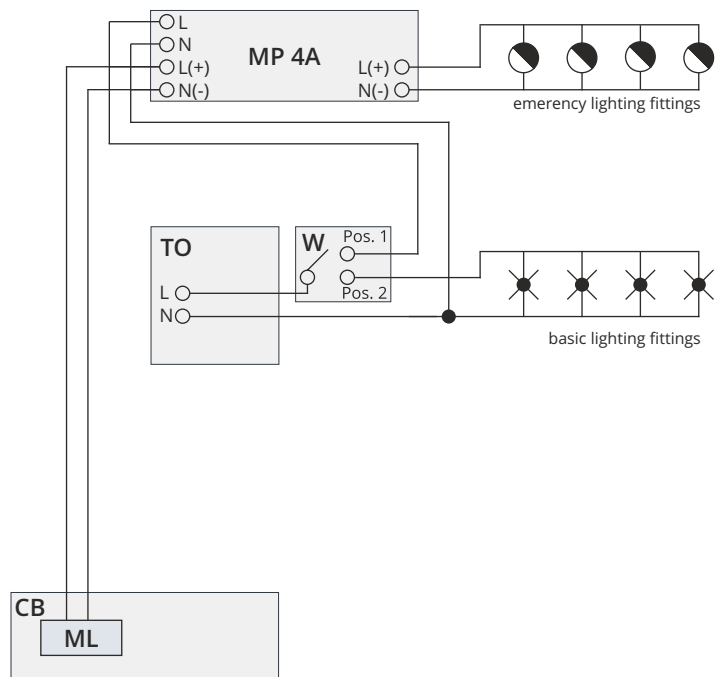 L
N
L(+)
N(-)
MP 4A
L(+)
N(-)
emerency lighting fittings
TO
L
N
W
Pos. 1
Pos. 2
basic lighting fittings
CB
ML